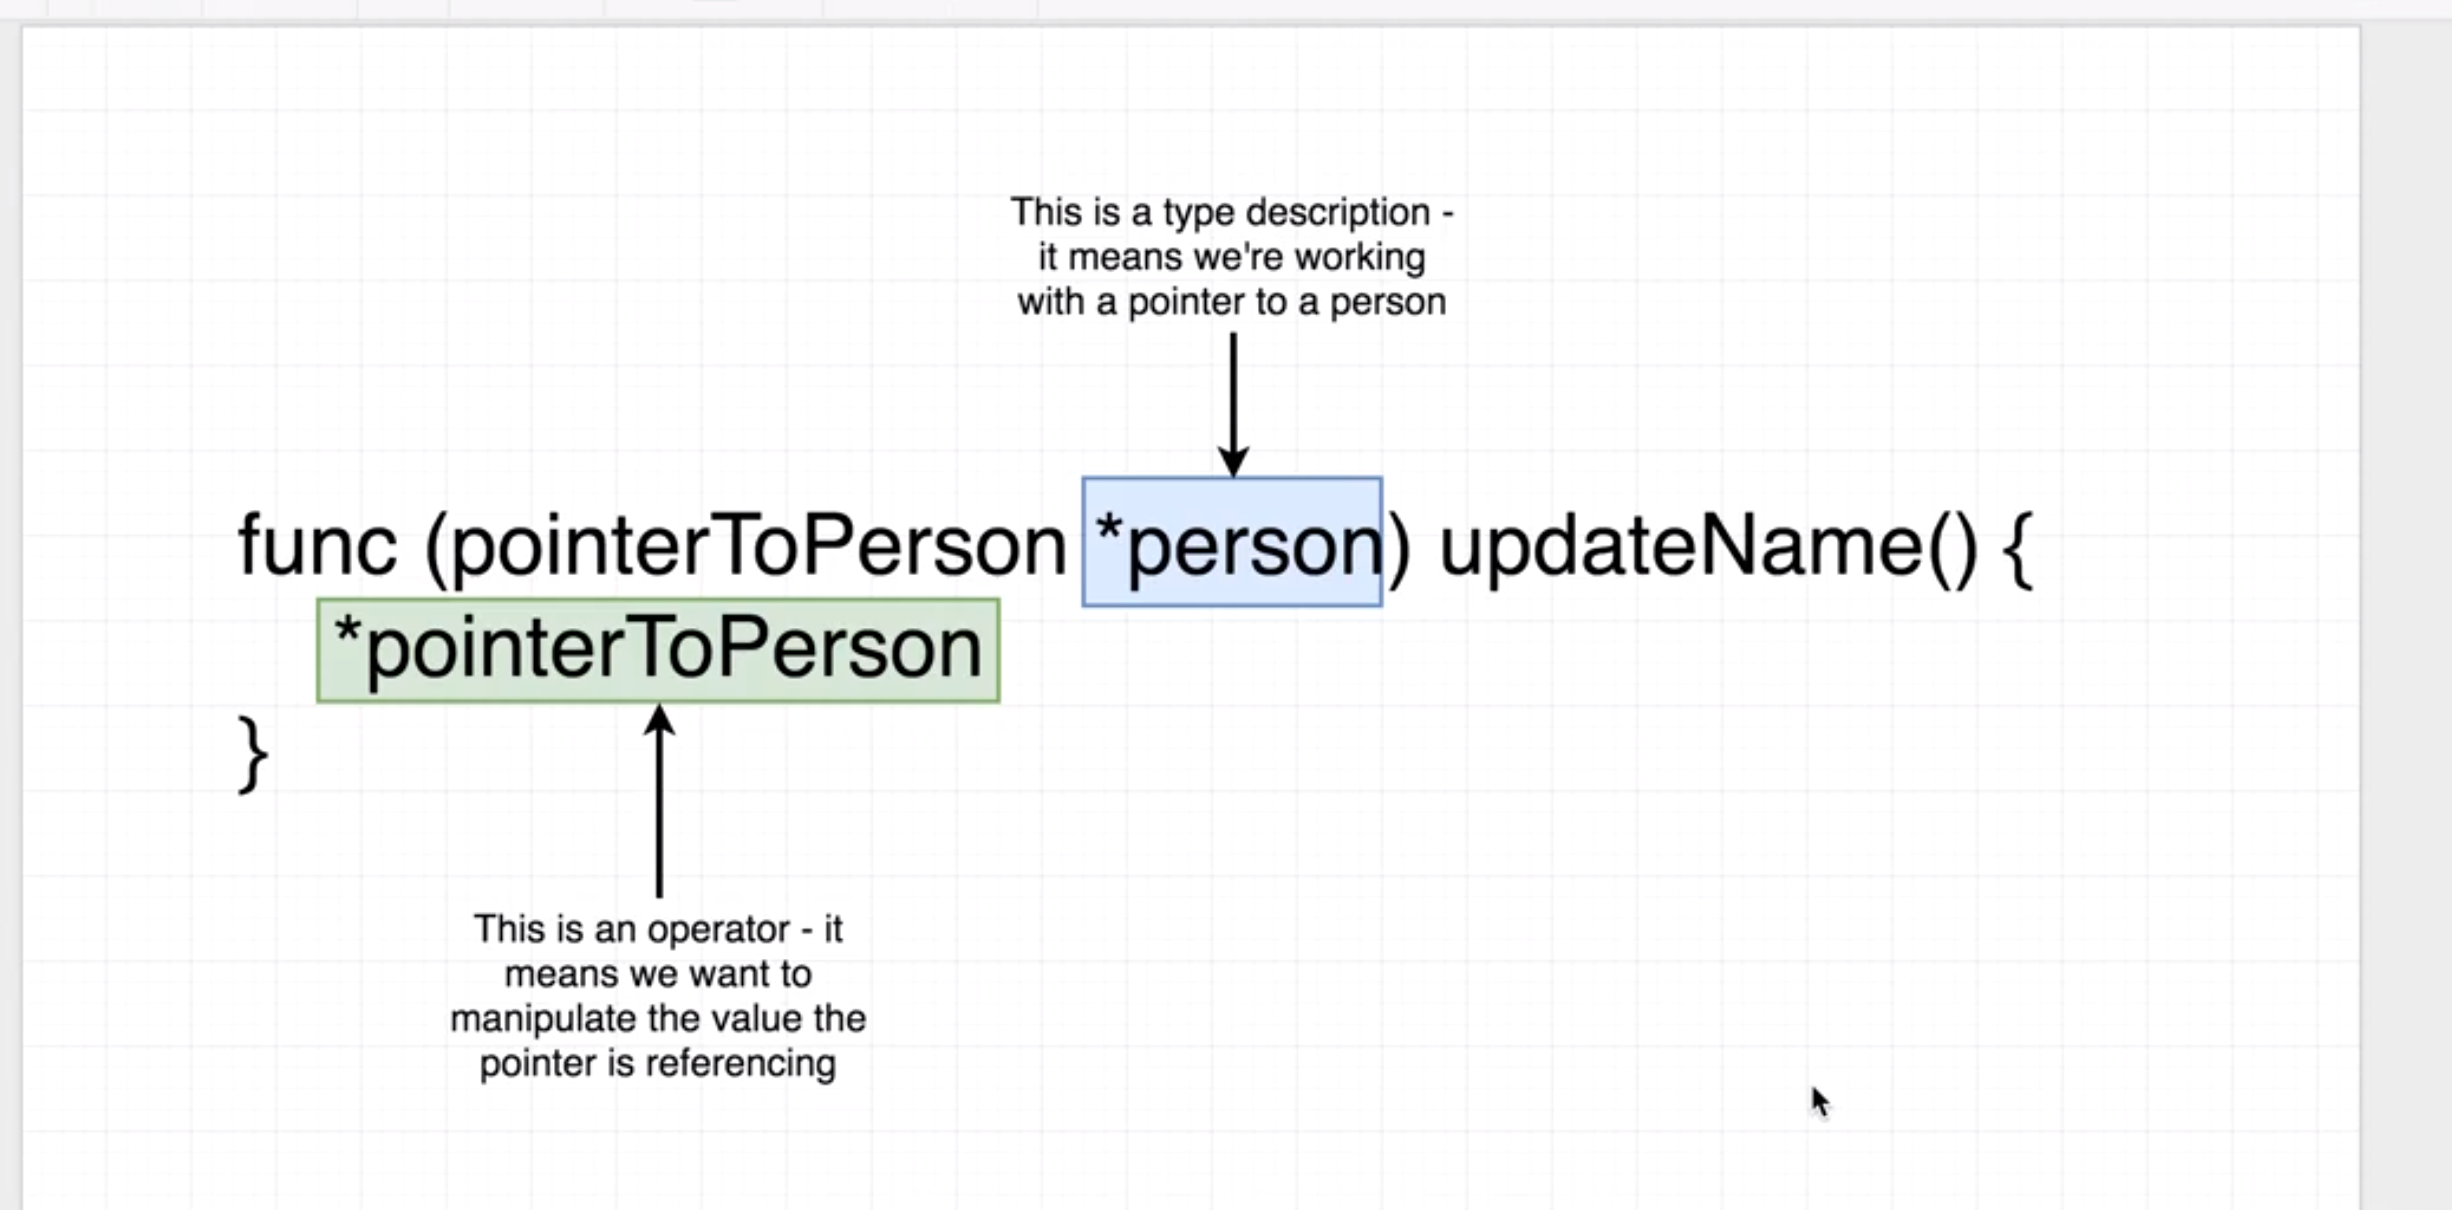 This is a type description -
it means we're working
with a pointer to a person
func (pointerToPerson *person) updateName() {
*pointerToPerson
}
This is an operator - it
means we want to
manipulate the value the
pointer is referencing